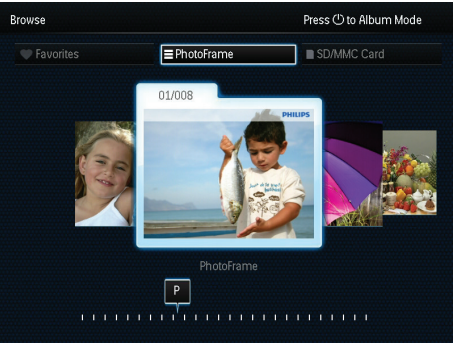 Browse Press to Album Mode
Favorites PhotoFrame SD/MMC Card
01/008
PHILIPS
PhotoFrame
P